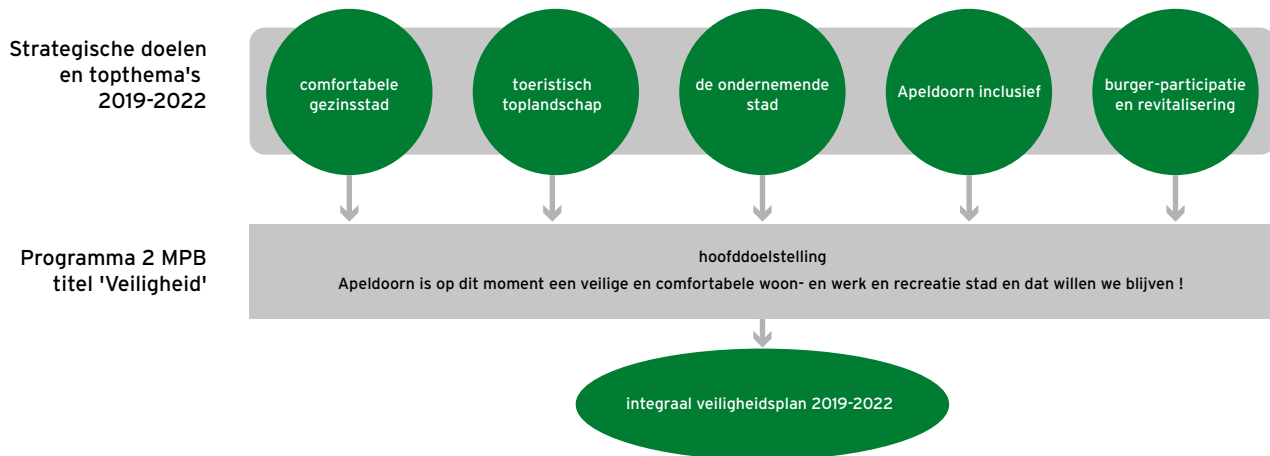 Strategische doelen
en topthema's
2019-2022
comfortabele
gezinsstad
toeristisch
toplandschap
de ondernemende
stad
Apeldoorn inclusief
burger-participatie
en revitalisering
Programma 2 MPB
titel 'Veiligheid'
hoofddoelstelling
Apeldoorn is op dit moment een veilige en comfortabele woon- en werk en recreatie stad en dat willen we blijven !
integraal veiligheidsplan 2019-2022